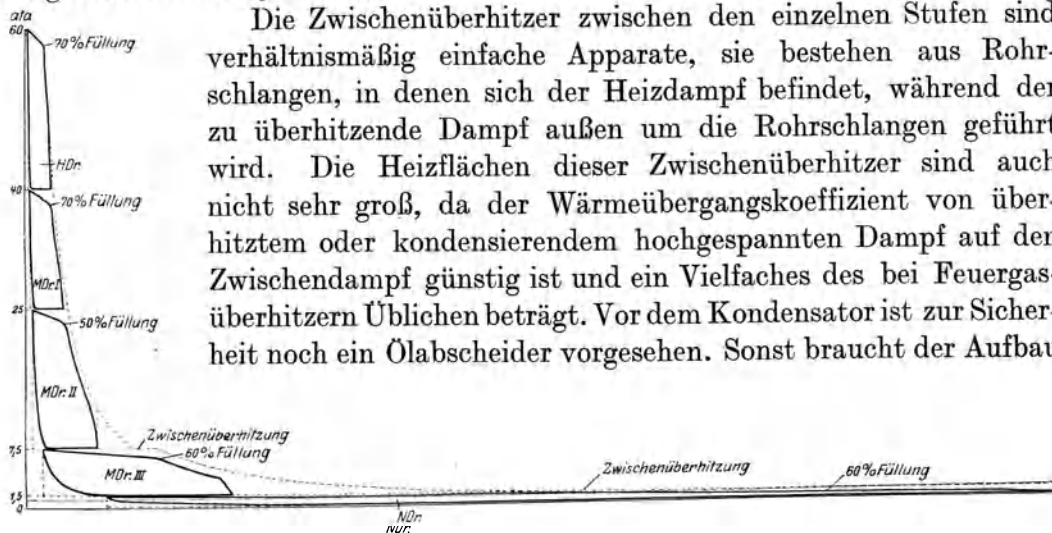 Die Zwischenüberhitzer zwischen den einzelnen Stufen sind
verhältnismäßig einfache Apparate, sie bestehen aus Rohr-
schlangen, in denen sich der Heizdampf befindet, während der
zu überhitzende Dampf außen um die Rohrschlangen geführt
wird. Die Heizflächen dieser Zwischenüberhitzer sind auch
nicht sehr groß, da der Wärmeübergangskoeffizient von über-
hitztem oder kondensierendem hochgespannten Dampf auf den
Zwischendampf günstig ist und ein Vielfaches des bei Feuergas-
überhitzern Üblichen beträgt. Vor dem Kondensator ist zur Sicher-
heit noch ein Ölabscheider vorgesehen. Sonst braucht der Aufbau
ata
60
70% Füllung
HDr.
40
70% Füllung
MDr. I
25
50% Füllung
MDr. II
7,5
Zwischenüberhitzung
60% Füllung
MDr. III
Zwischenüberhitzung
60% Füllung
1,5
0
NDr.
NDr.